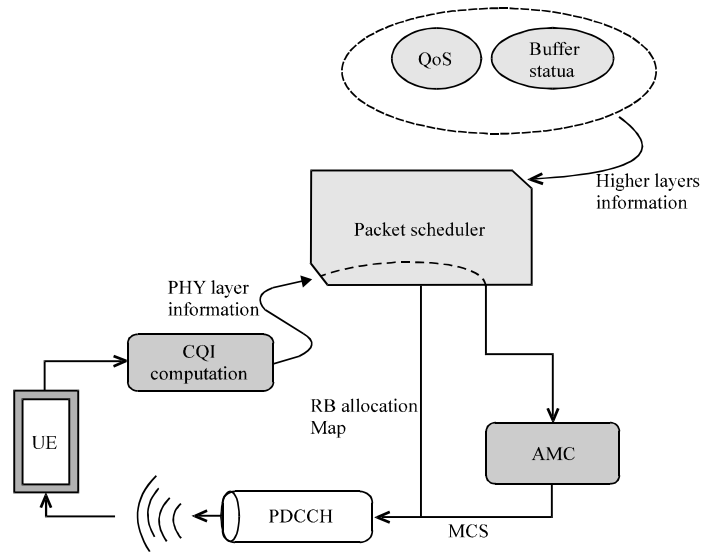 QoS
Buffer
statua
Higher layers
information
Packet scheduler
PHY layer
information
CQI
computation
RB allocation
Map
UE
AMC
PDCCH
MCS